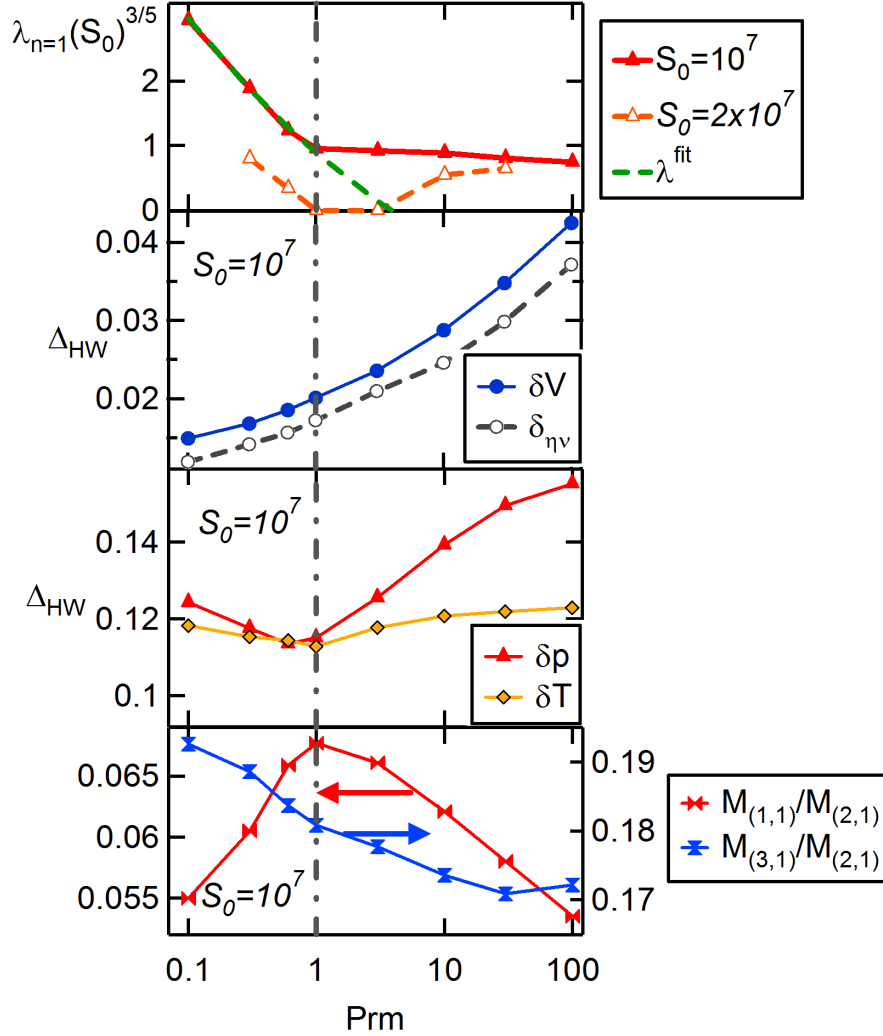 λn=1(S0)3/5
2
1
0
S0=10^7
S0=2x10^7
λ^fit
0.04
0.03
0.02
ΔHW
S0=10^7
δV
δην
0.14
0.12
0.1
ΔHW
S0=10^7
δp
δT
0.065
0.06
0.055
0.19
0.18
0.17
S0=10^7
M(1,1)/M(2,1)
M(3,1)/M(2,1)
0.1
1
10
100
Prm